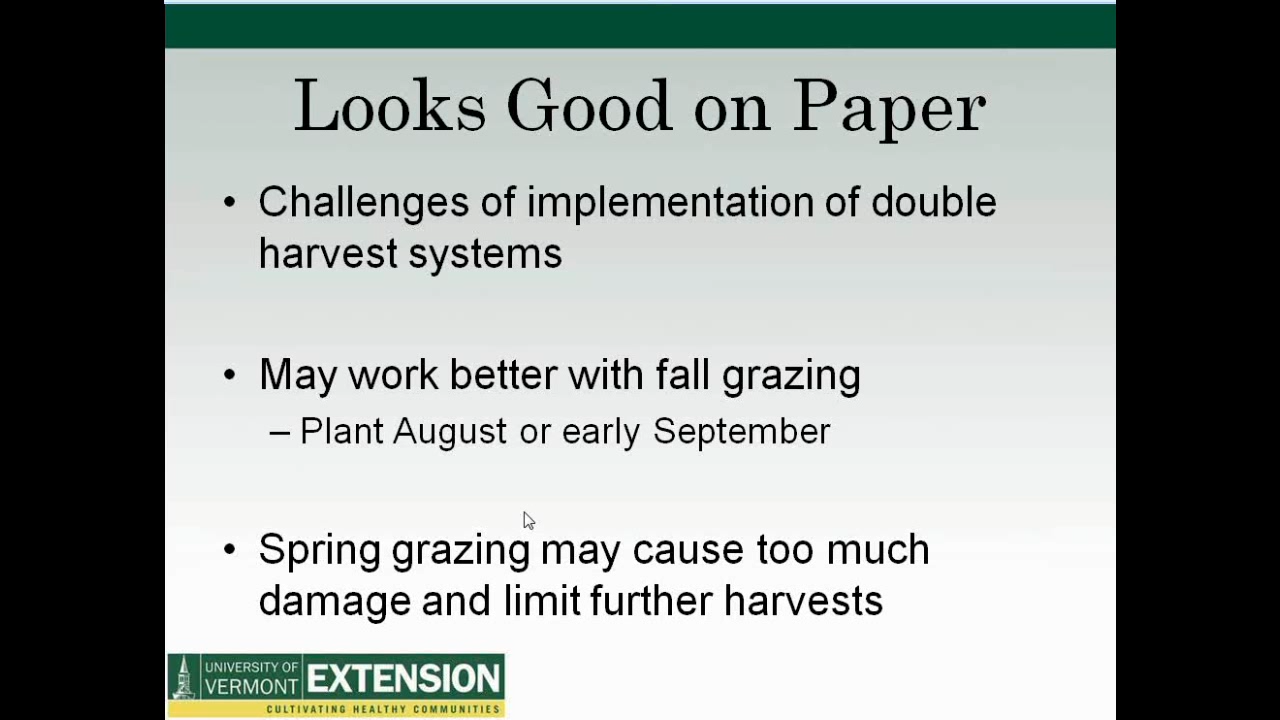 Looks Good on Paper
• Challenges of implementation of double
harvest systems
• May work better with fall grazing
– Plant August or early September
• Spring grazing may cause too much
damage and limit further harvests
UNIVERSITY OF
VERMONT
EXTENSION
CULTIVATING HEALTHY COMMUNITIES